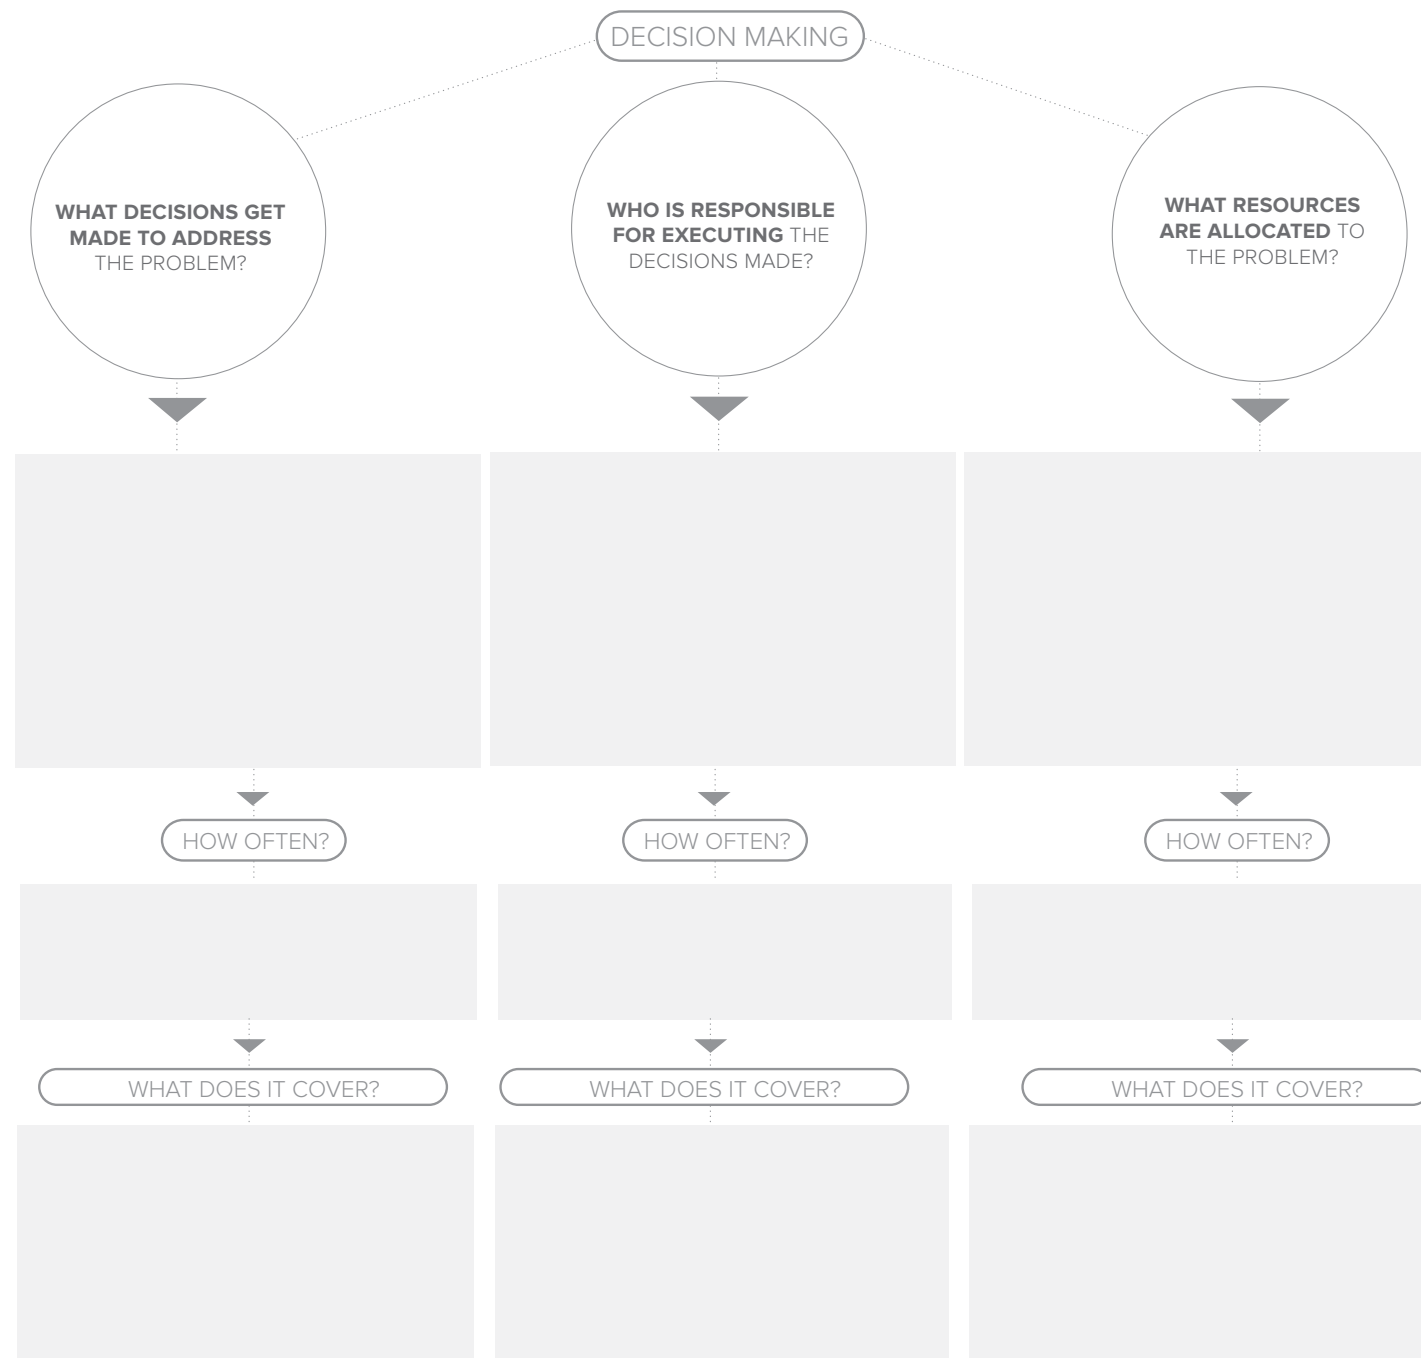 DECISION MAKING
WHAT DECISIONS GET
MADE TO ADDRESS
THE PROBLEM?
WHO IS RESPONSIBLE
FOR EXECUTING THE
DECISIONS MADE?
WHAT RESOURCES
ARE ALLOCATED TO
THE PROBLEM?
HOW OFTEN?
HOW OFTEN?
HOW OFTEN?
WHAT DOES IT COVER?
WHAT DOES IT COVER?
WHAT DOES IT COVER?